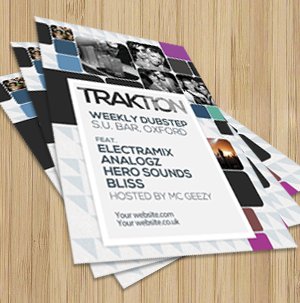 TRAKTION
WEEKLY DUBSTEP
S.U. BAR, OXFORD
FEAT.
ELECTRAMIX
ANALOGZ
HERO SOUNDS
BLISS
HOSTED BY MC GEEZY
Your website.com
Your website.co.uk